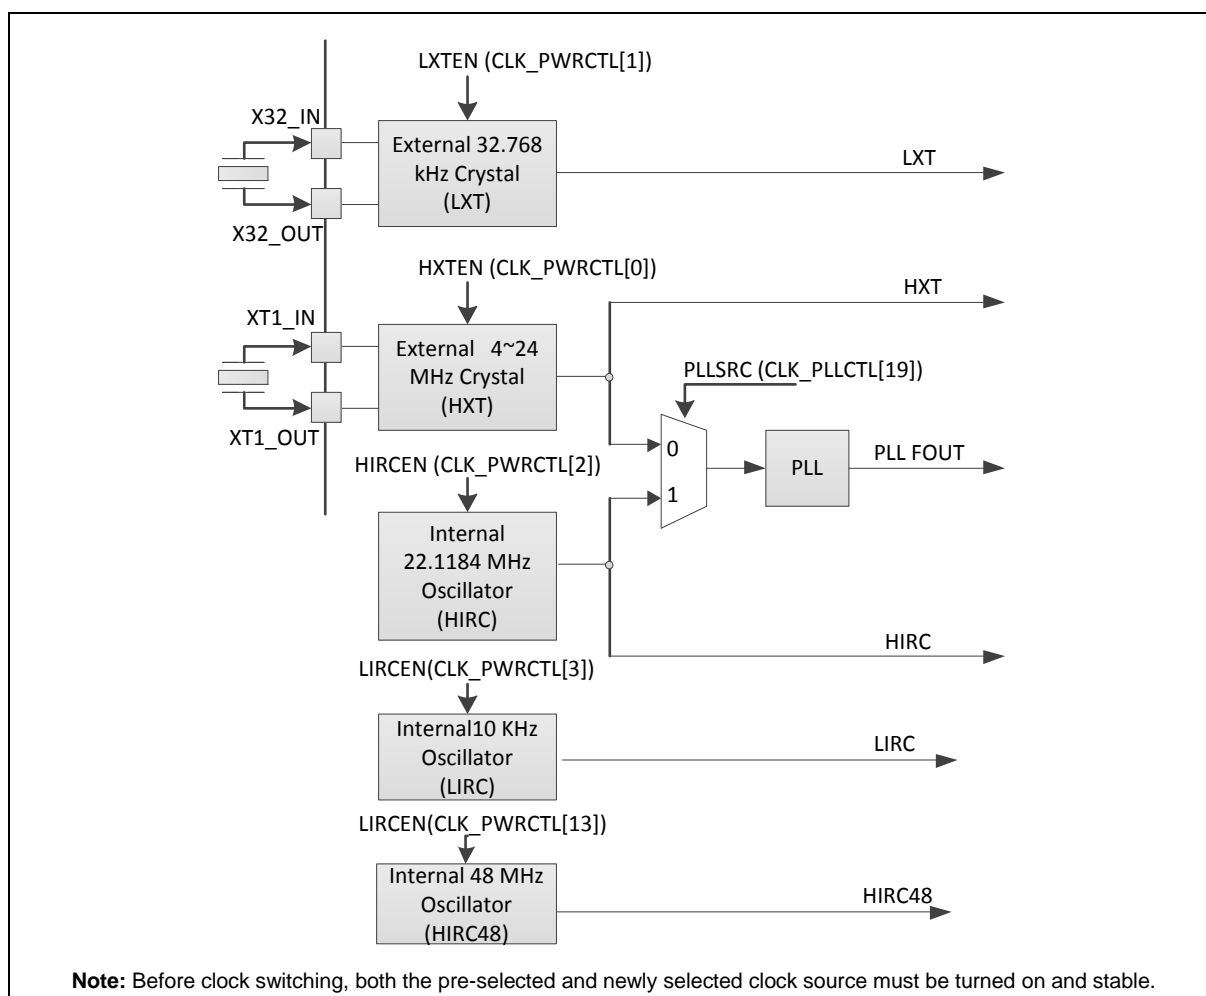 LXTEN (CLK_PWRCTL[1])
X32_IN
External 32.768
kHz Crystal
(LXT)
LXT
X32_OUT
HXTEN (CLK_PWRCTL[0])
HXT
XT1_IN
External 4~24
MHz Crystal
(HXT)
PLLSRC (CLK_PLLCTL[19])
XT1_OUT
0
1
PLL
PLL FOUT
HIRCEN (CLK_PWRCTL[2])
Internal
22.1184 MHz
Oscillator
(HIRC)
HIRC
LIRCEN(CLK_PWRCTL[3])
Internal10 KHz
Oscillator
(LIRC)
LIRC
LIRCEN(CLK_PWRCTL[13])
Internal 48 MHz
Oscillator
(HIRC48)
HIRC48
Note: Before clock switching, both the pre-selected and newly selected clock source must be turned on and stable.